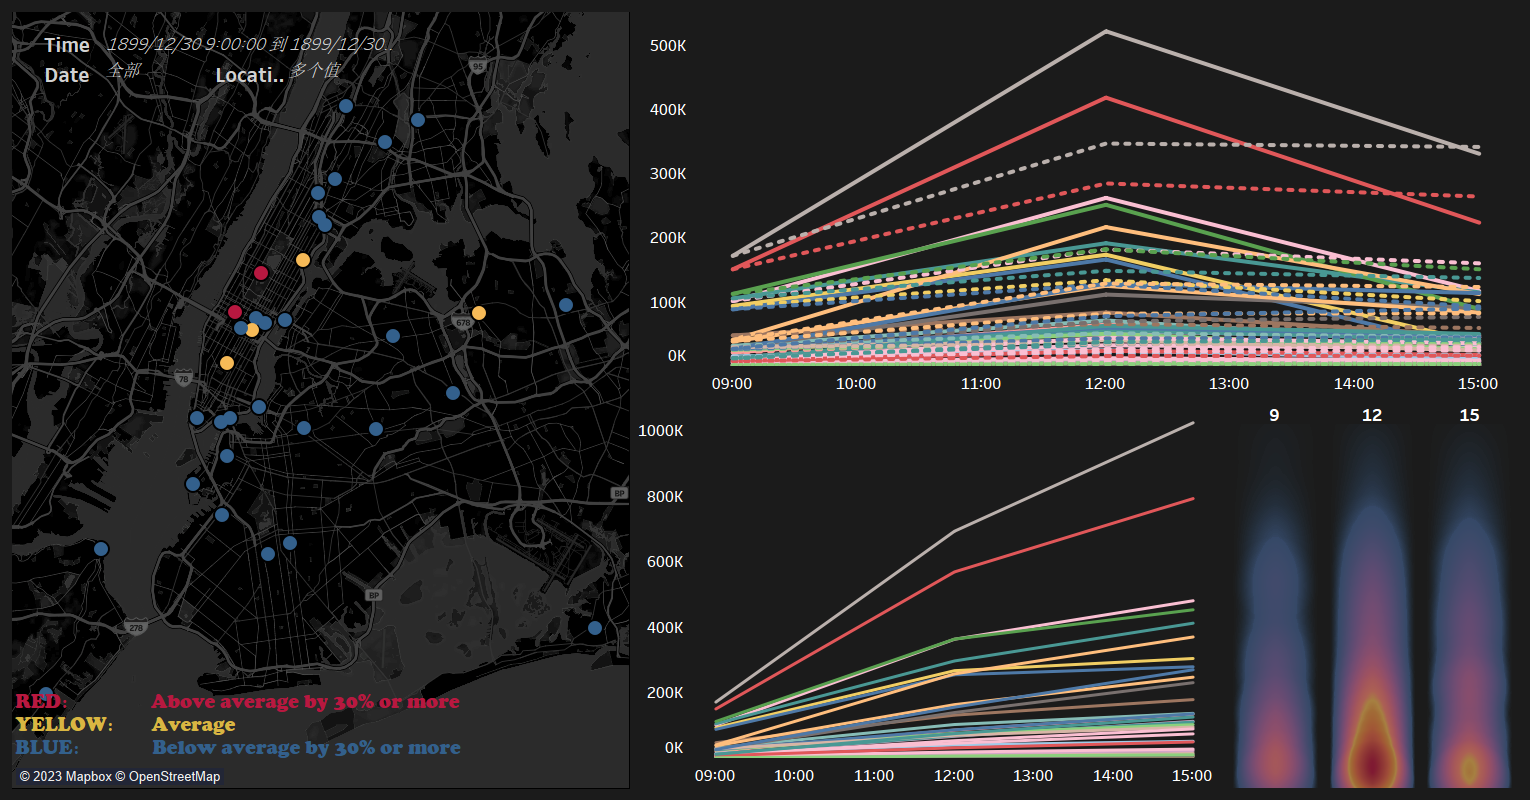 Time 1899/12/30 9:00:00 到 1899/12/30..
Date 全部 Locati.. 多个值
95
678
78
BP
BP
278
RED: Above average by 30% or more
YELLOW: Average
BLUE: Below average by 30% or more
© 2023 Mapbox © OpenStreetMap
500K
400K
300K
200K
100K
0K
09:00 10:00 11:00 12:00 13:00 14:00 15:00
1000K
800K
600K
400K
200K
0K
09:00 10:00 11:00 12:00 13:00 14:00 15:00
9 12 15